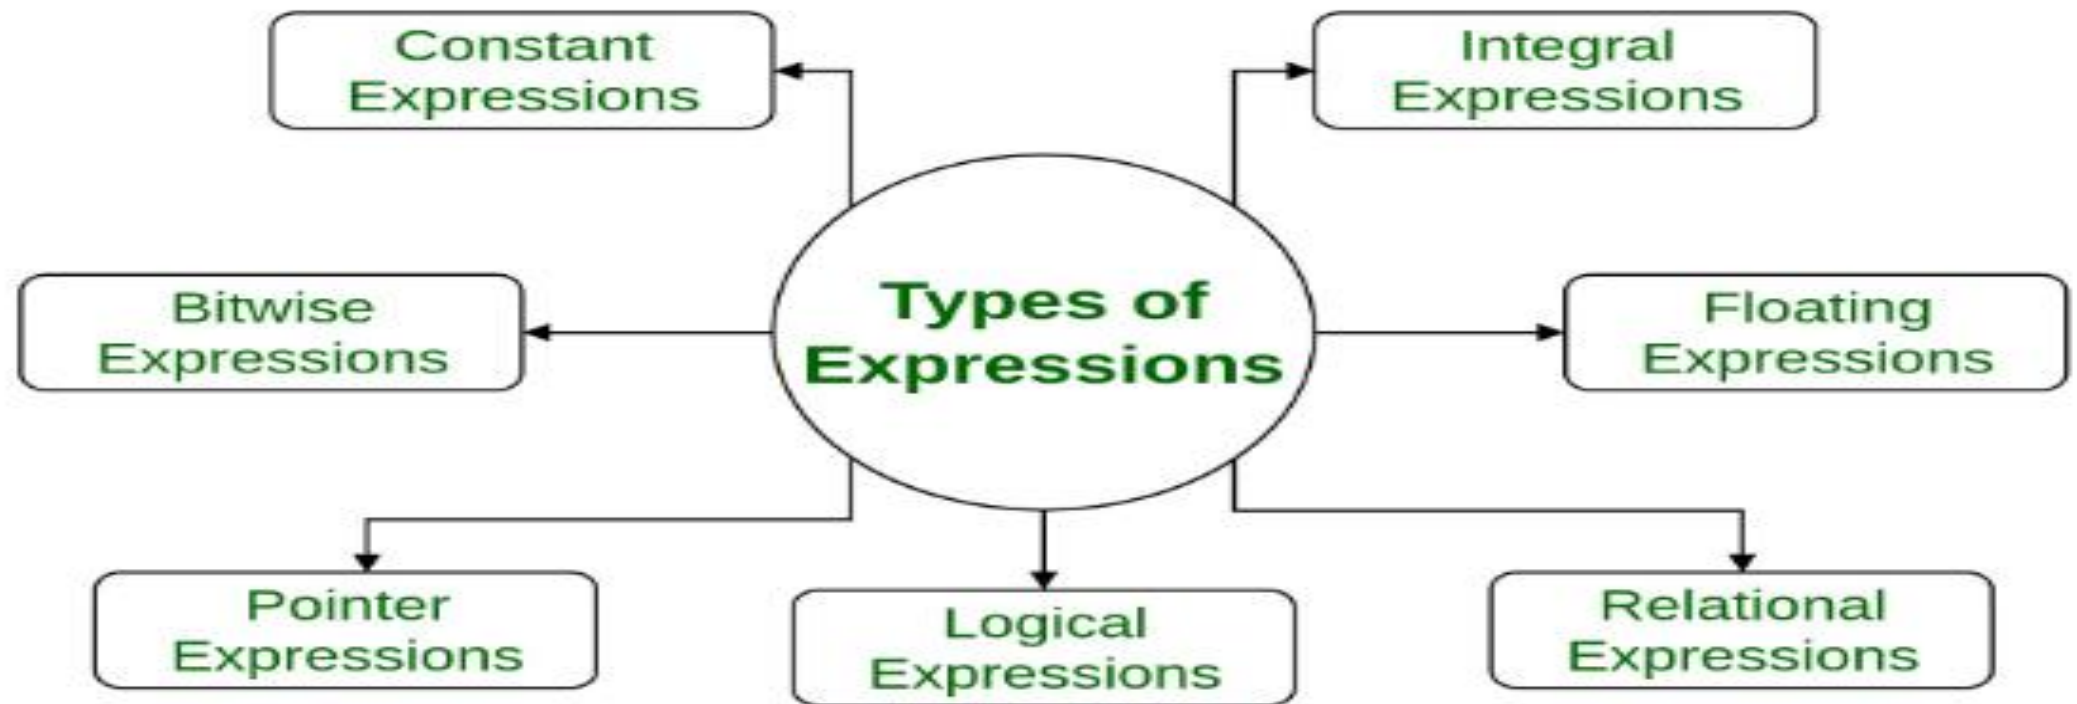 Constant
Expressions
Integral
Expressions
Types of
Expressions
Bitwise
Expressions
Floating
Expressions
Pointer
Expressions
Logical
Expressions
Relational
Expressions